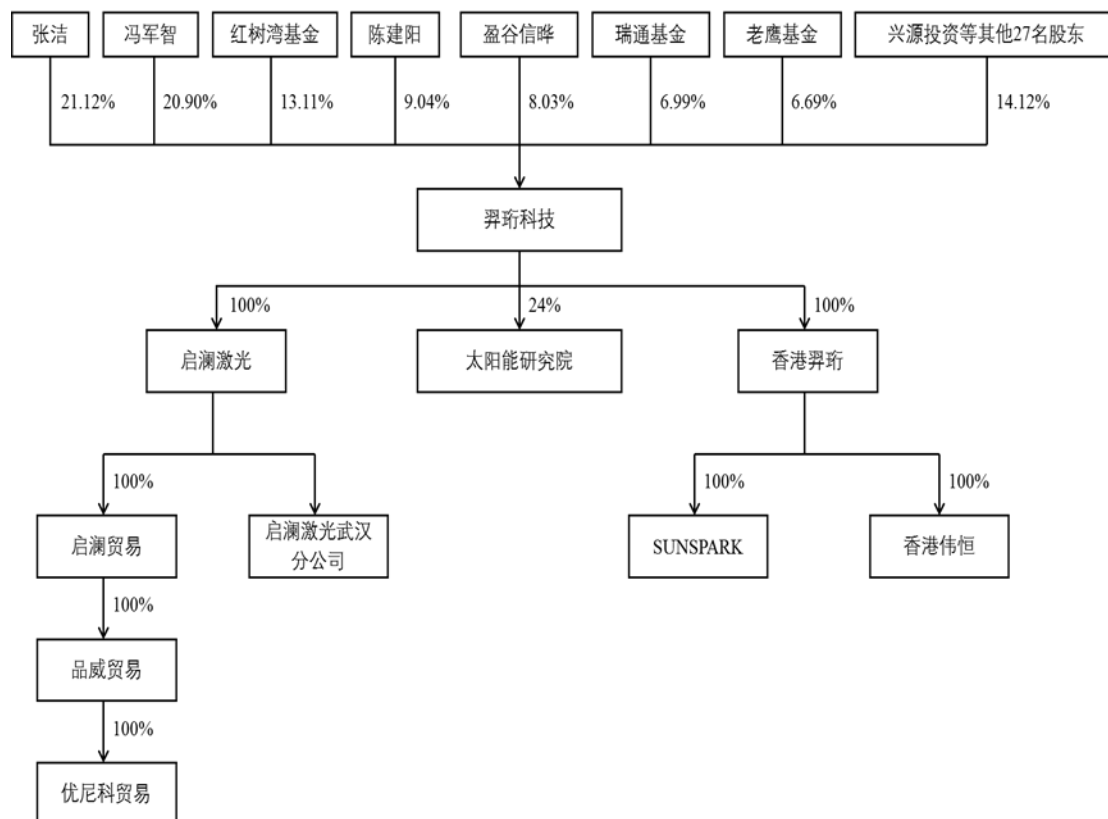 张洁
冯军智
红树湾基金
陈建阳
盈谷信晔
瑞通基金
老鹰基金
兴源投资等其他27名股东
21.12%
20.90%
13.11%
9.04%
8.03%
6.99%
6.69%
14.12%
羿珩科技
100%
24%
100%
启澜激光
太阳能研究院
香港羿珩
100%
100%
100%
启澜贸易
启澜激光武汉
分公司
SUNSPARK
香港伟恒
100%
品威贸易
100%
优尼科贸易